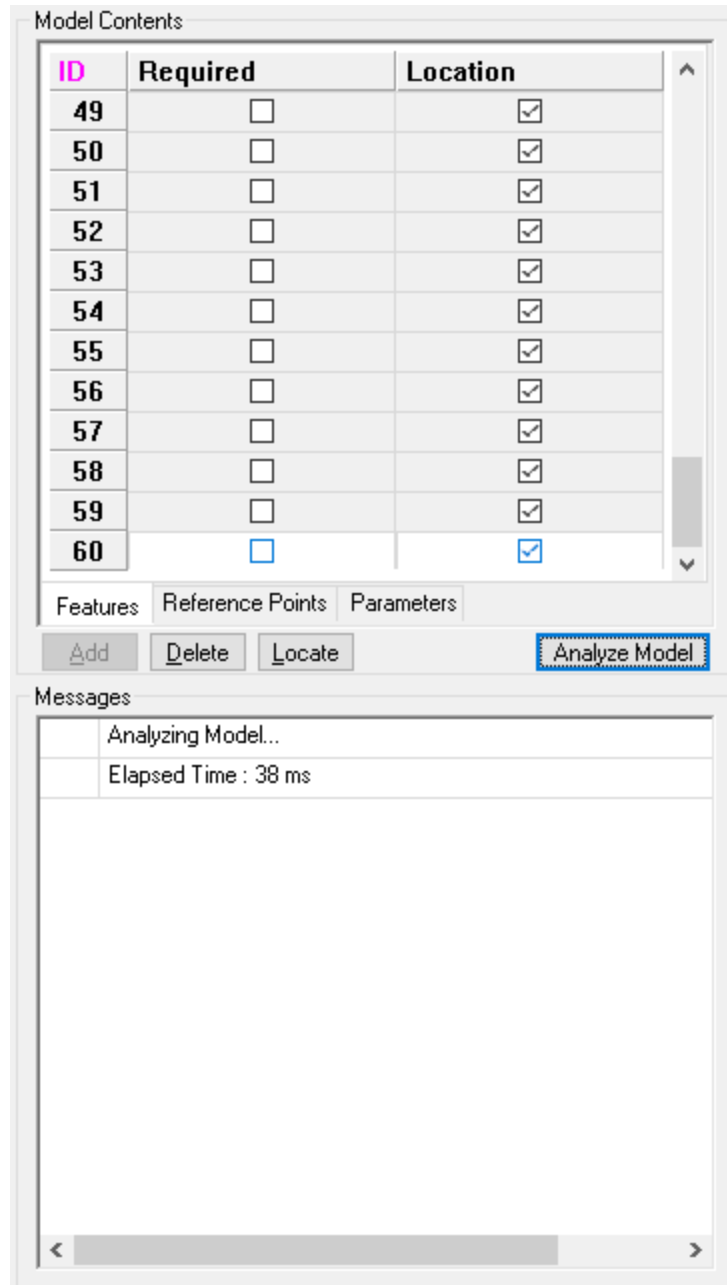 Model Contents
ID Required Location
49
50
51
52
53
54
55
56
57
58
59
60
Features Reference Points Parameters
Add Delete Locate Analyze Model
Messages
Analyzing Model...
Elapsed Time : 38 ms